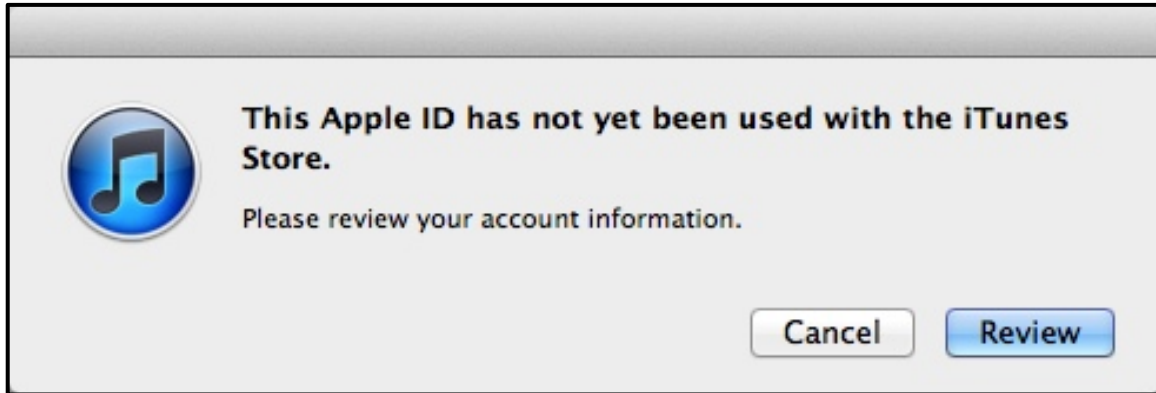 This Apple ID has not yet been used with the iTunes
Store.
Please review your account information.
Cancel
Review